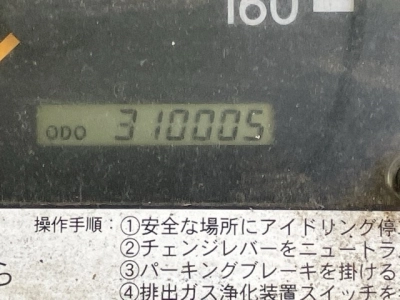 160
ODO 310005
操作手順：①安全な場所にアイドリング停
②チェンジレバーをニュートラ
③パーキングブレーキを掛ける
ら
④排出ガス浄化装置スイッチを